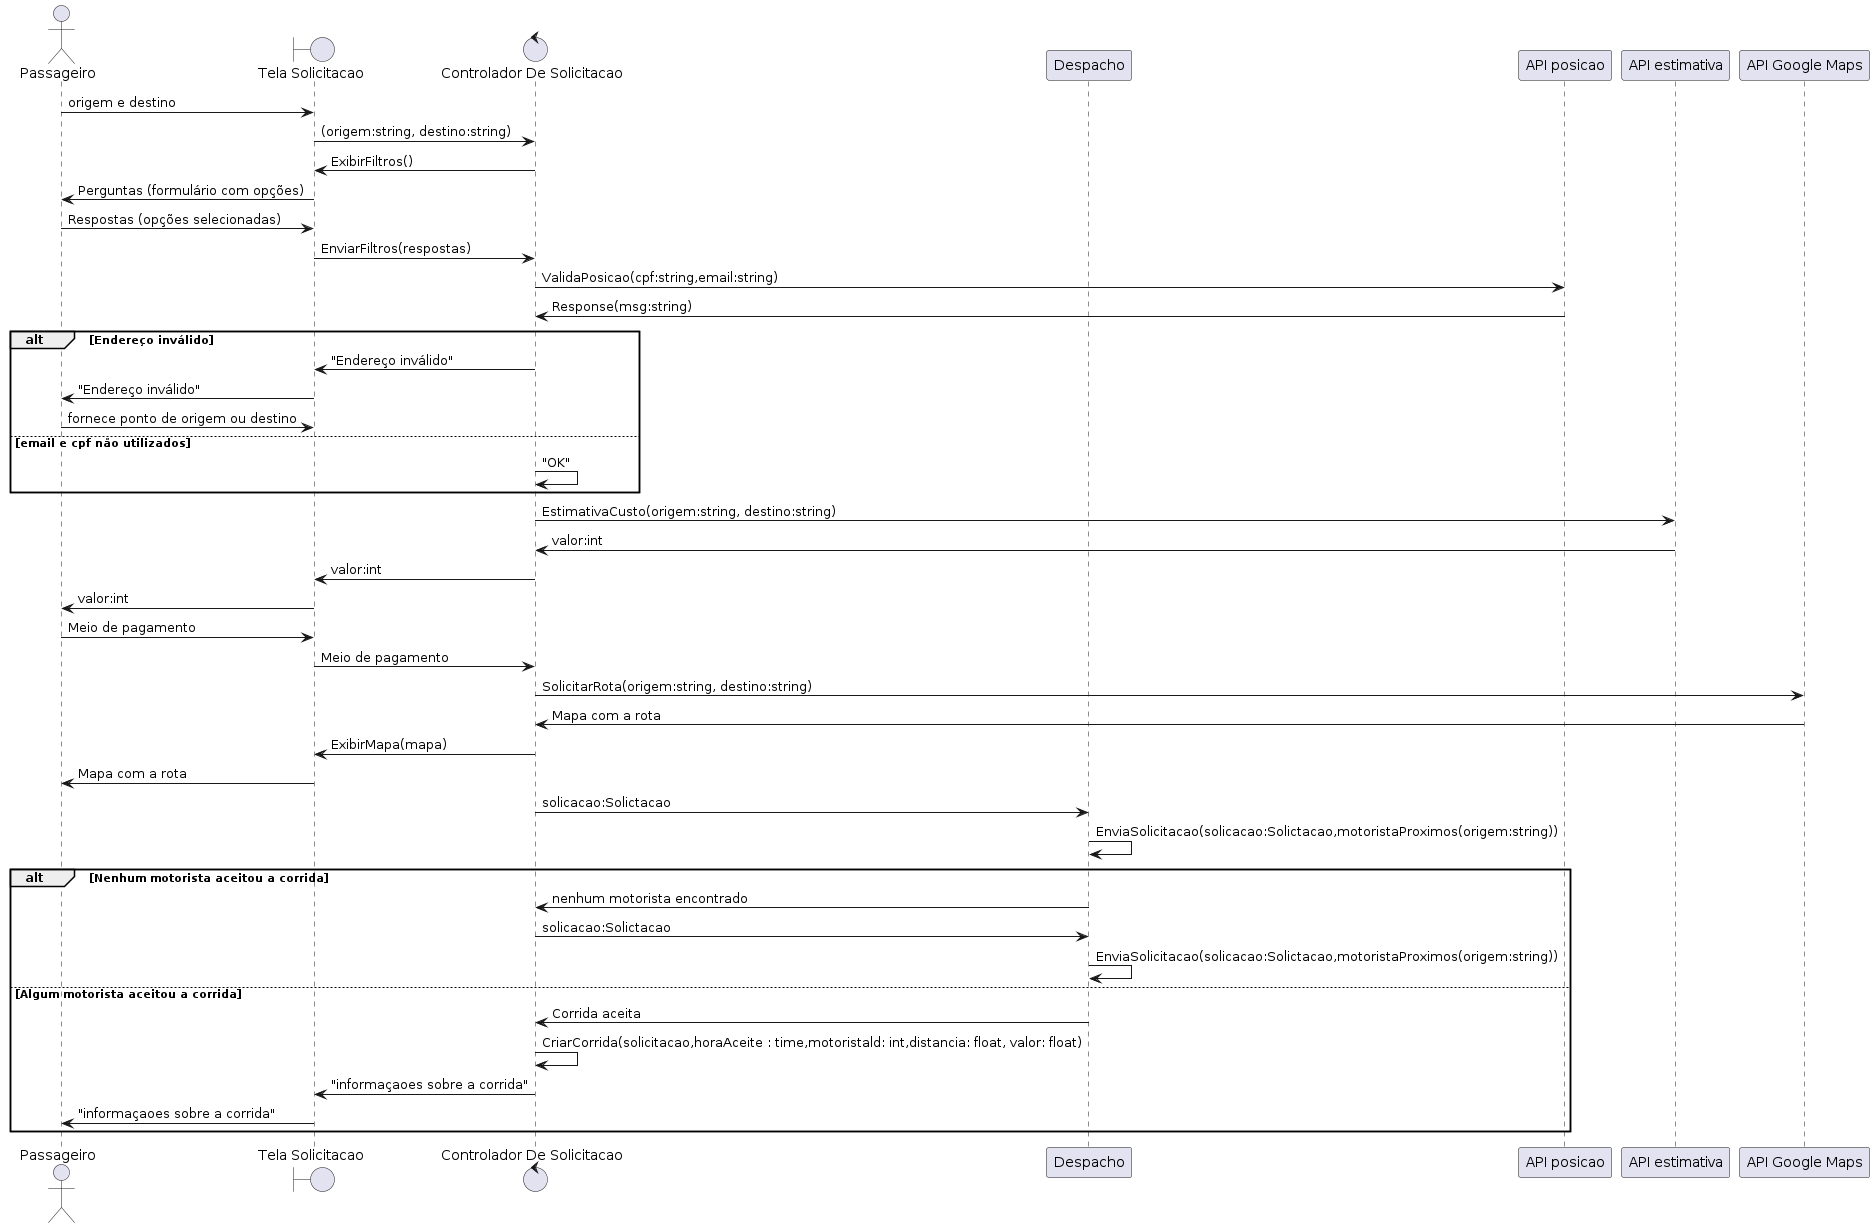 Passageiro
Tela Solicitacao
Controlador De Solicitacao
Despacho
API posicao
API estimativa
API Google Maps
origem e destino
(origem:string, destino:string)
ExibirFiltros()
Perguntas (formulário com opções)
Respostas (opções selecionadas)
EnviarFiltros(respostas)
ValidaPosicao(cpf:string,email:string)
Response(msg:string)
alt [Endereço inválido]
"Endereço inválido"
"Endereço inválido"
fornece ponto de origem ou destino
[email e cpf não utilizados]
"OK"
EstimativaCusto(origem:string, destino:string)
valor:int
valor:int
valor:int
Meio de pagamento
Meio de pagamento
SolicitarRota(origem:string, destino:string)
Mapa com a rota
ExibirMapa(mapa)
Mapa com a rota
solicacao:Solictacao
EnviaSolicitacao(solicacao:Solictacao,motoristaProximos(origem:string))
alt [Nenhum motorista aceitou a corrida]
nenhum motorista encontrado
solicacao:Solictacao
EnviaSolicitacao(solicacao:Solictacao,motoristaProximos(origem:string))
[Algum motorista aceitou a corrida]
Corrida aceita
CriarCorrida(solicitacao,horaAceite : time,motoristaId: int,distancia: float, valor: float)
"informaçaoes sobre a corrida"
"informaçaoes sobre a corrida"
Passageiro
Tela Solicitacao
Controlador De Solicitacao
Despacho
API posicao
API estimativa
API Google Maps